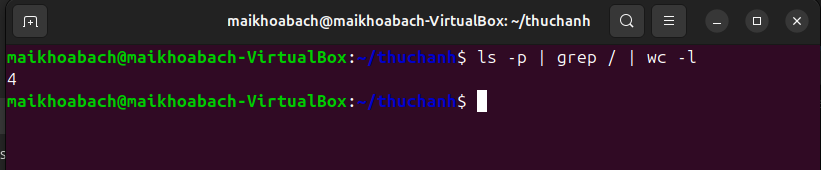 maikhoabach@maikhoabach-VirtualBox: ~/thuchanh
maikhoabach@maikhoabach-VirtualBox:~/thuchanh$ ls -p | grep / | wc -l
4
maikhoabach@maikhoabach-VirtualBox:~/thuchanh$
s